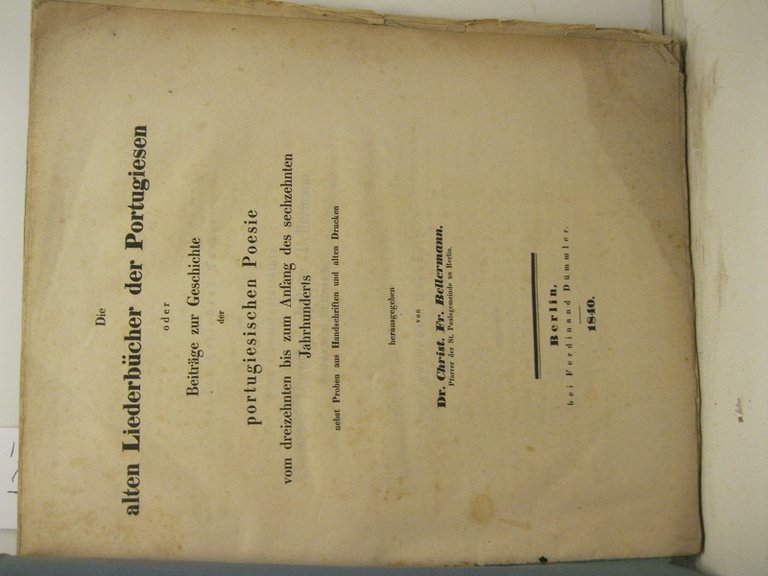 Die
alten Liederbücher der Portugiesen
oder
Beiträge zur Geschichte
der
portugiesischen Poesie
vom dreizehnten bis zum Anfang des sechzehnten
Jahrhunderts
nebst Proben aus Handschriften und alten Drucken
herausgegeben
von
Dr. Christ. Fr. Bellermann,
Pfarrer der St. Paulsgemeinde zu Berlin.
Berlin,
bei Ferdinand Dümmler.
1840.